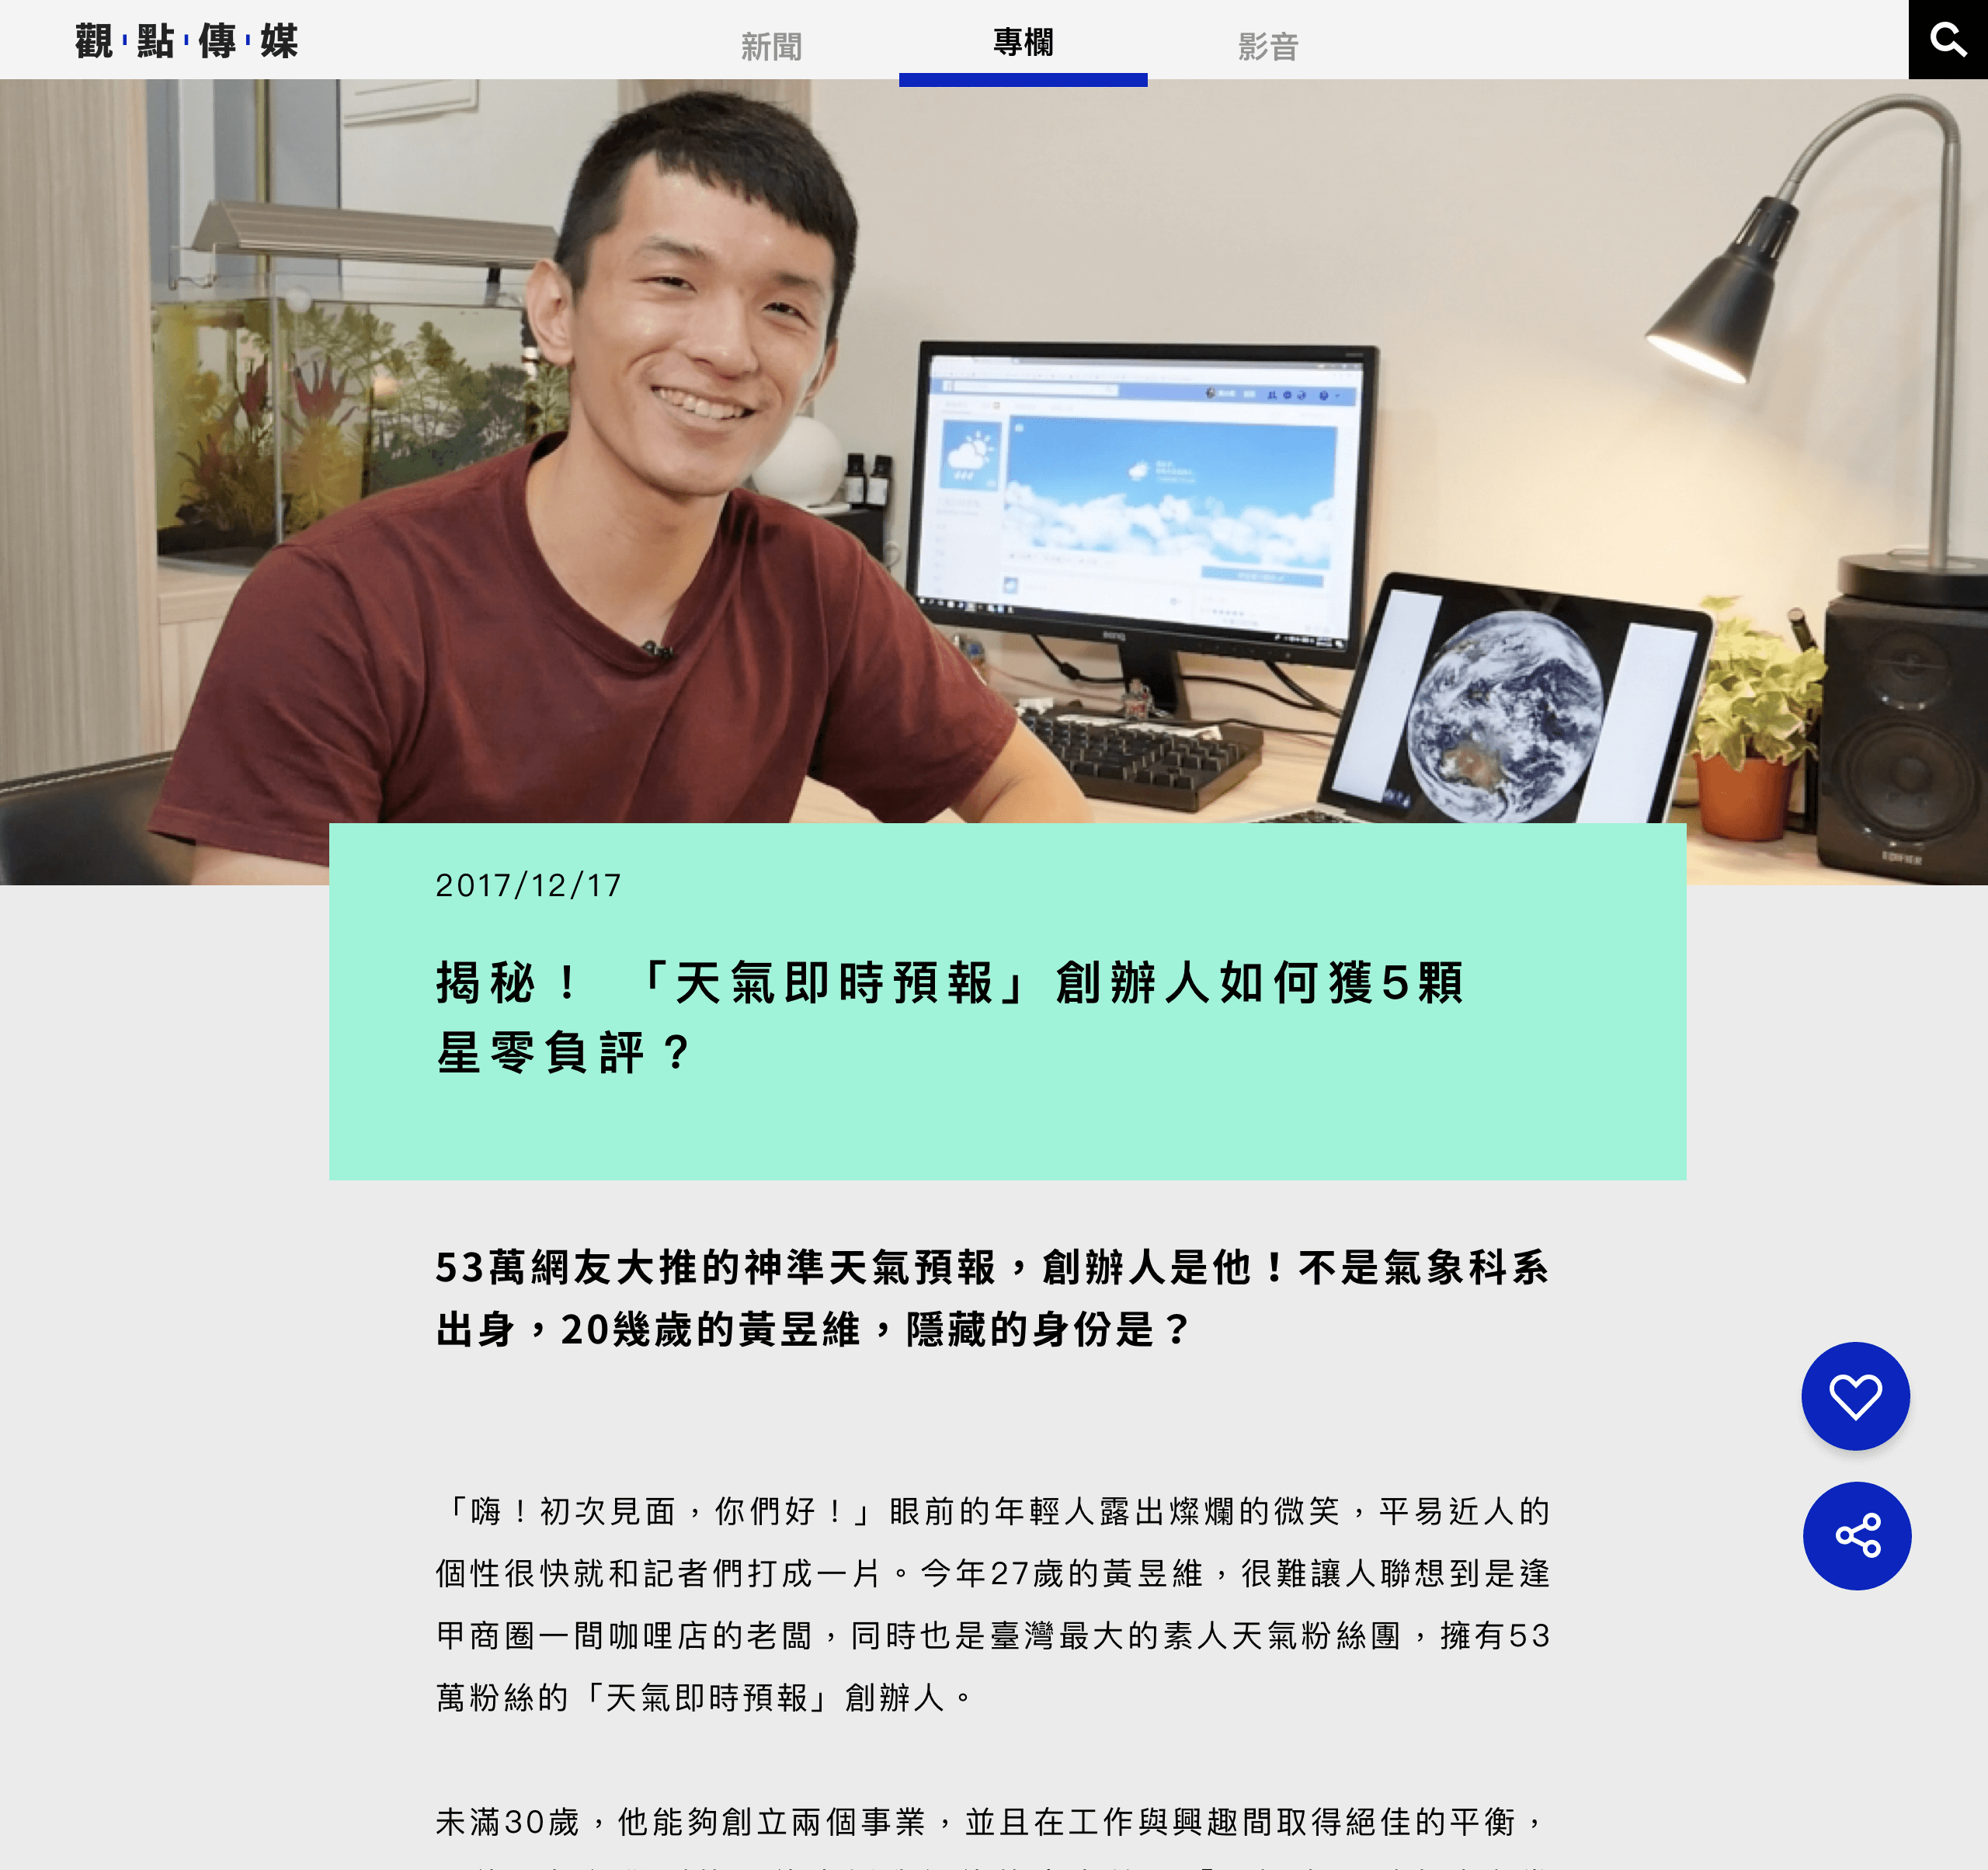 觀點傳媒
新聞
專欄
影音
BenQ
EDIFIER
2017/12/17
揭秘！ 「天氣即時預報」創辦人如何獲5顆
星零負評？
53萬網友大推的神準天氣預報，創辦人是他！不是氣象科系
出身，20幾歲的黃昱維，隱藏的身份是？
「嗨！初次見面，你們好！」眼前的年輕人露出燦爛的微笑，平易近人的
個性很快就和記者們打成一片。今年27歲的黃昱維，很難讓人聯想到是逢
甲商圈一間咖哩店的老闆，同時也是臺灣最大的素人天氣粉絲團，擁有53
萬粉絲的「天氣即時預報」創辦人。
未滿30歲，他能夠創立兩個事業，並且在工作與興趣間取得絕佳的平衡，